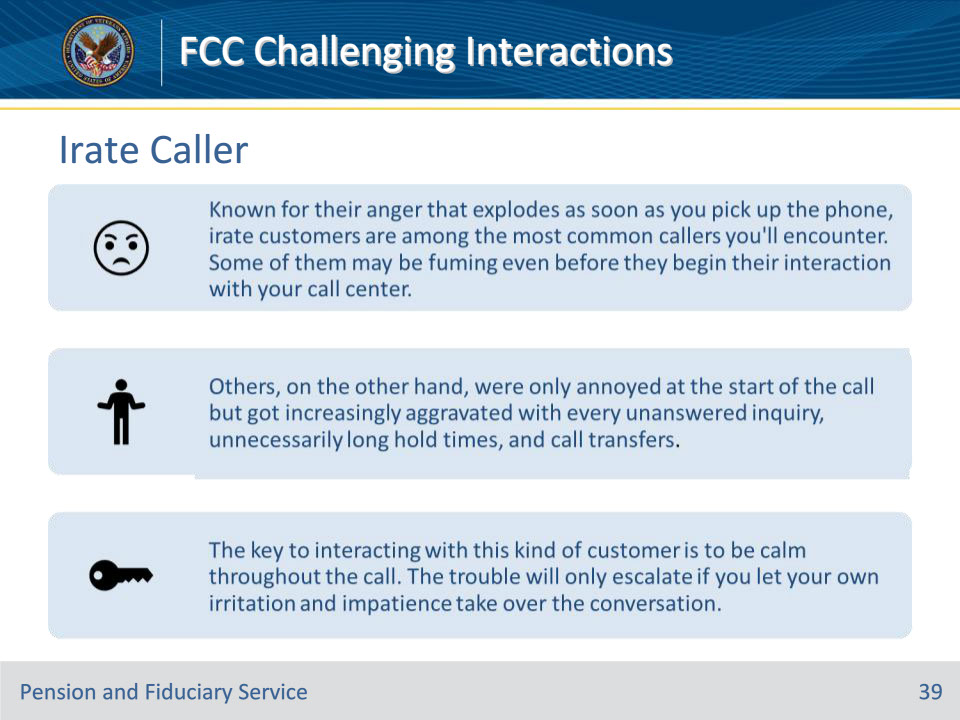 FCC Challenging Interactions
Irate Caller
Known for their anger that explodes as soon as you pick up the phone,
irate customers are among the most common callers you'll encounter.
Some of them may be fuming even before they begin their interaction
with your call center.
Others, on the other hand, were only annoyed at the start of the call
but got increasingly aggravated with every unanswered inquiry,
unnecessarily long hold times, and call transfers.
The key to interacting with this kind of customer is to be calm
throughout the call. The trouble will only escalate if you let your own
irritation and impatience take over the conversation.
Pension and Fiduciary Service
39